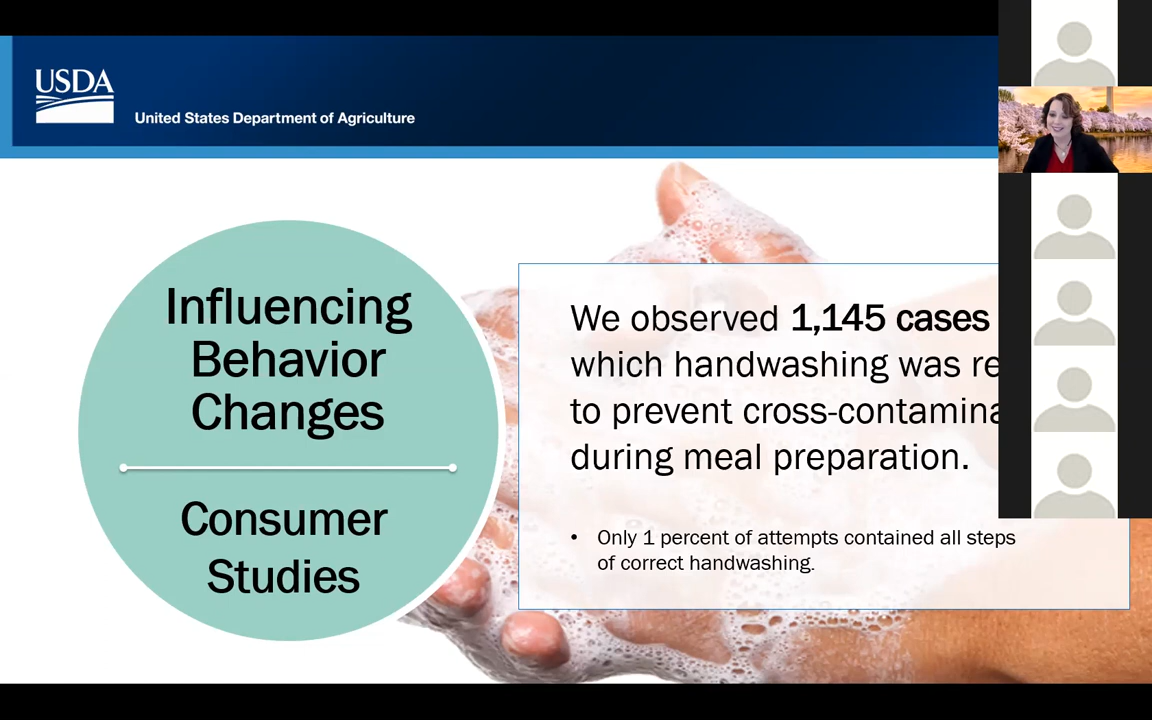 USDA
United States Department of Agriculture
Influencing
Behavior
Changes
Consumer
Studies
We observed 1,145 cases
which handwashing was
to prevent
during meal preparation.
• Only 1 percent of attempts contained all steps
of correct handwashing.